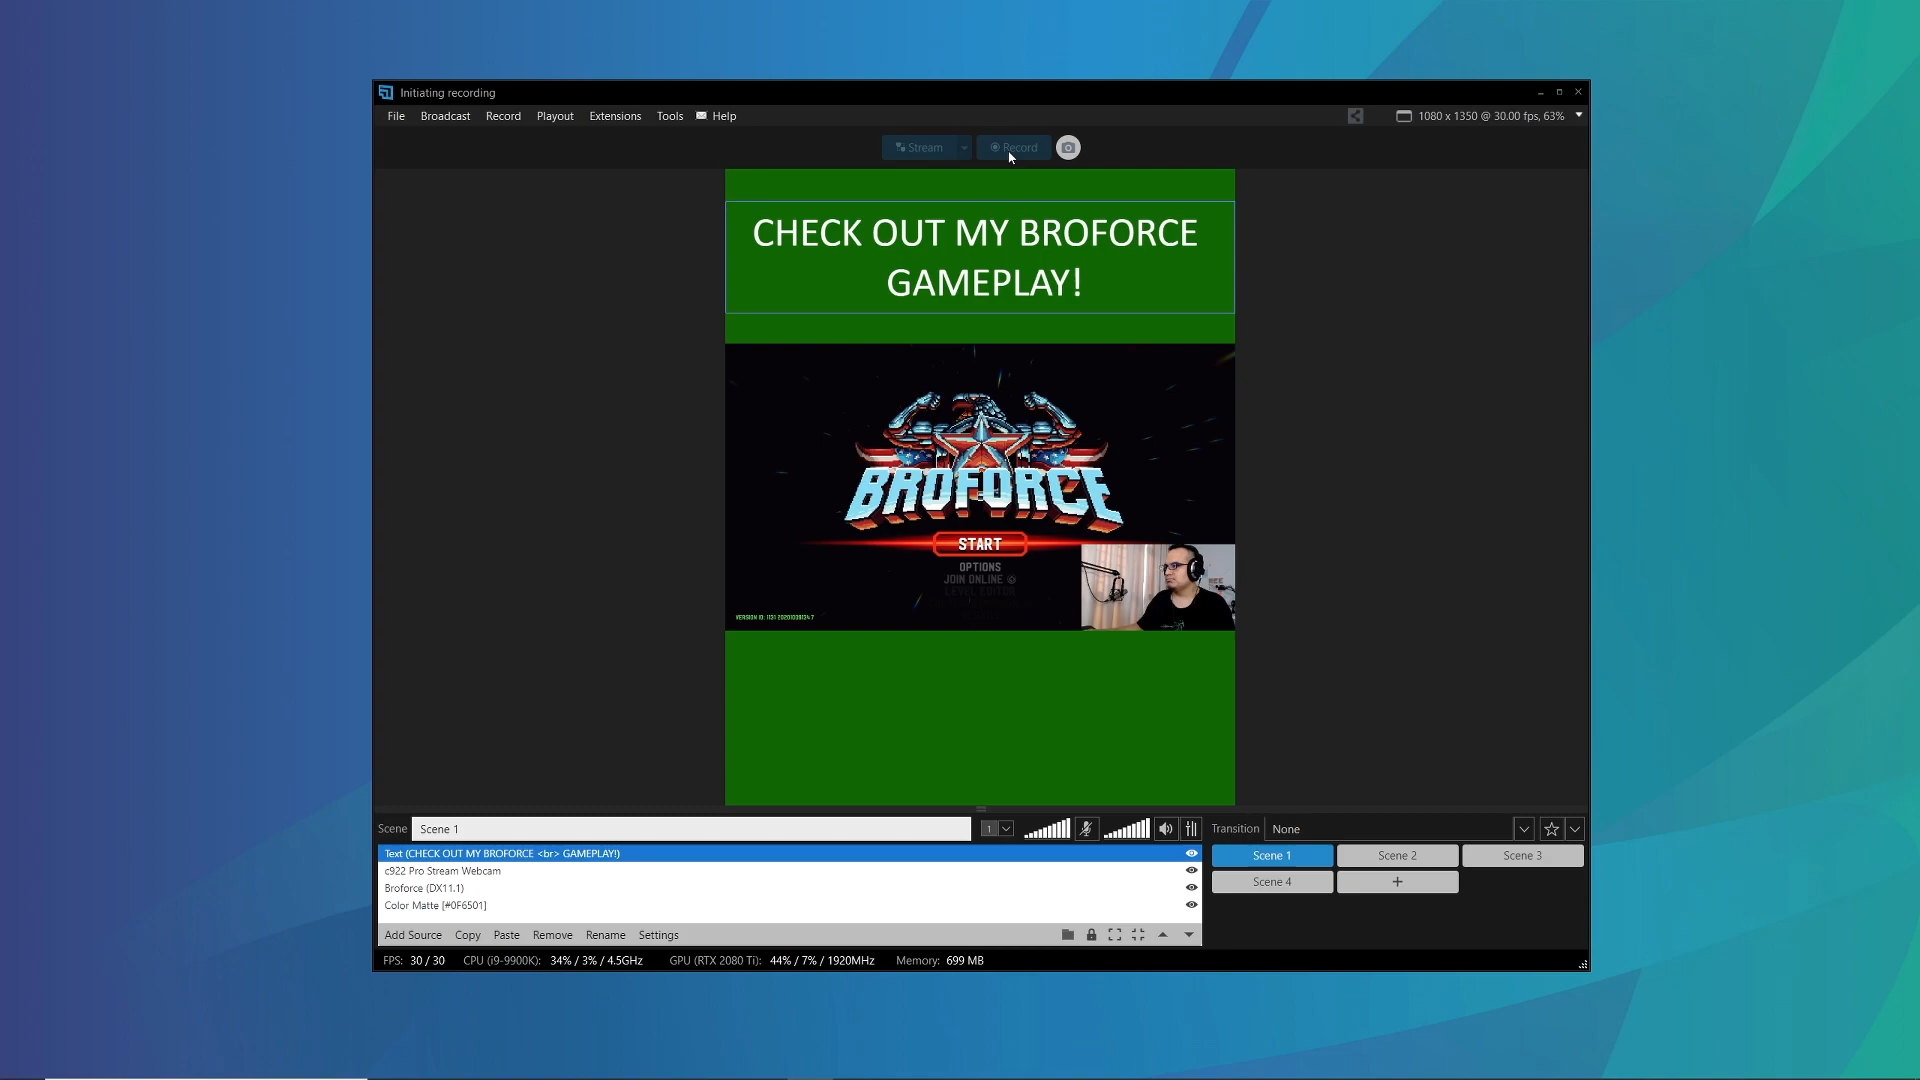 Initiating recording
File Broadcast Record Playout Extensions Tools Help
1080 x 1350 @ 30.00 fps, 63%
Stream Record
CHECK OUT MY BROFORCE
GAMEPLAY!
BROFORCE
START
OPTIONS
JOIN ONLINE
LEVEL EDITOR
Scene Scene 1 1 Transition None
Text (CHECK OUT MY BROFORCE <br> GAMEPLAY!)
c922 Pro Stream Webcam
Broforce (DX11.1)
Color Matte [#0F6501]
Scene 1 Scene 2 Scene 3
Scene 4 +
Add Source Copy Paste Remove Rename Settings
FPS: 30 / 30 CPU (i9-9900K): 34% / 3% / 4.5GHz GPU (RTX 2080 Ti): 44% / 7% / 1920MHz Memory: 699 MB